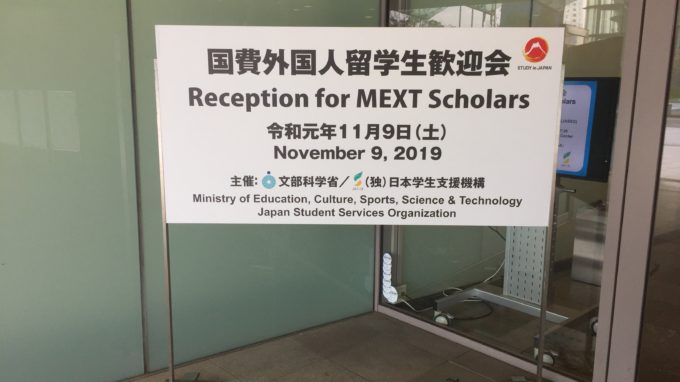 国費外国人留学生歓迎会
STUDY in JAPAN
Reception for MEXT Scholars
令和元年11月9日(土)
November 9, 2019
主催: 文部科学省/ (独)日本学生支援機構
Ministry of Education, Culture, Sports, Science & Technology
Japan Student Services Organization